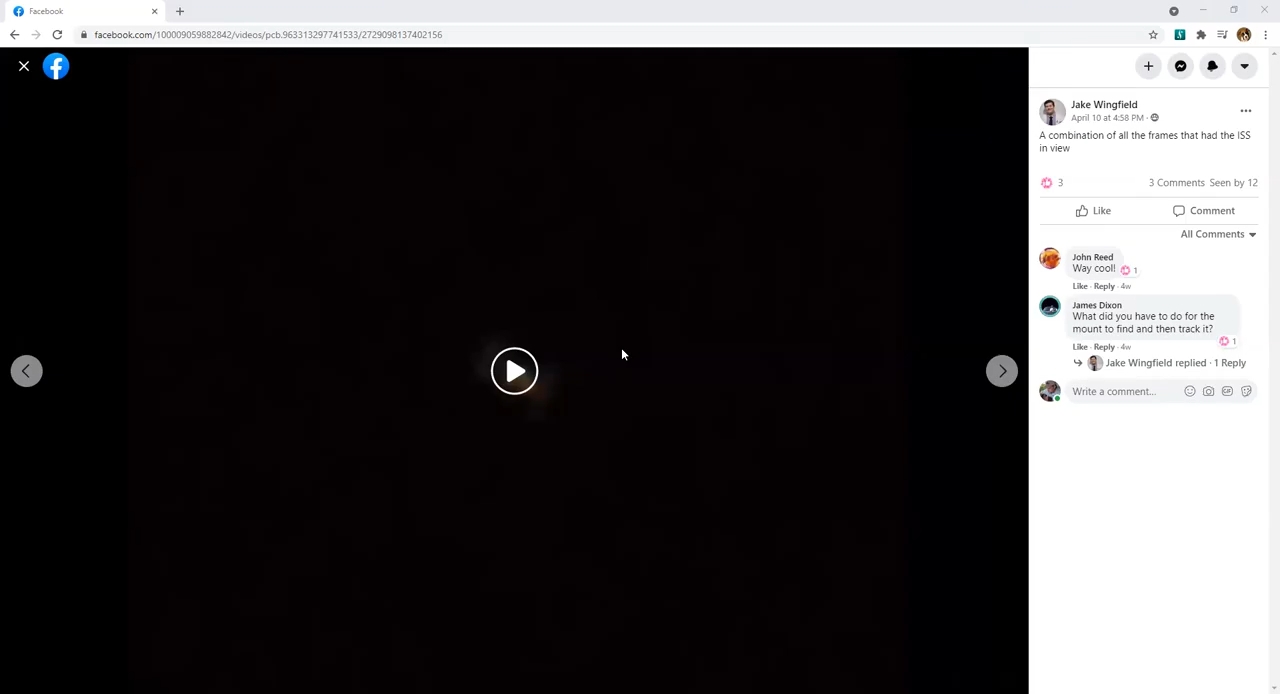 Facebook
facebook.com/100009059882842/videos/pcb.963313297741533/2729098137402156
Jake Wingfield
April 10 at 4:58 PM ·
A combination of all the frames that had the ISS
in view
3
3 Comments Seen by 12
Like
Comment
All Comments
John Reed
Way cool!
1
Like · Reply · 4w
James Dixon
What did you have to do for the
mount to find and then track it?
1
Like · Reply · 4w
Jake Wingfield replied · 1 Reply
Write a comment...
GIF